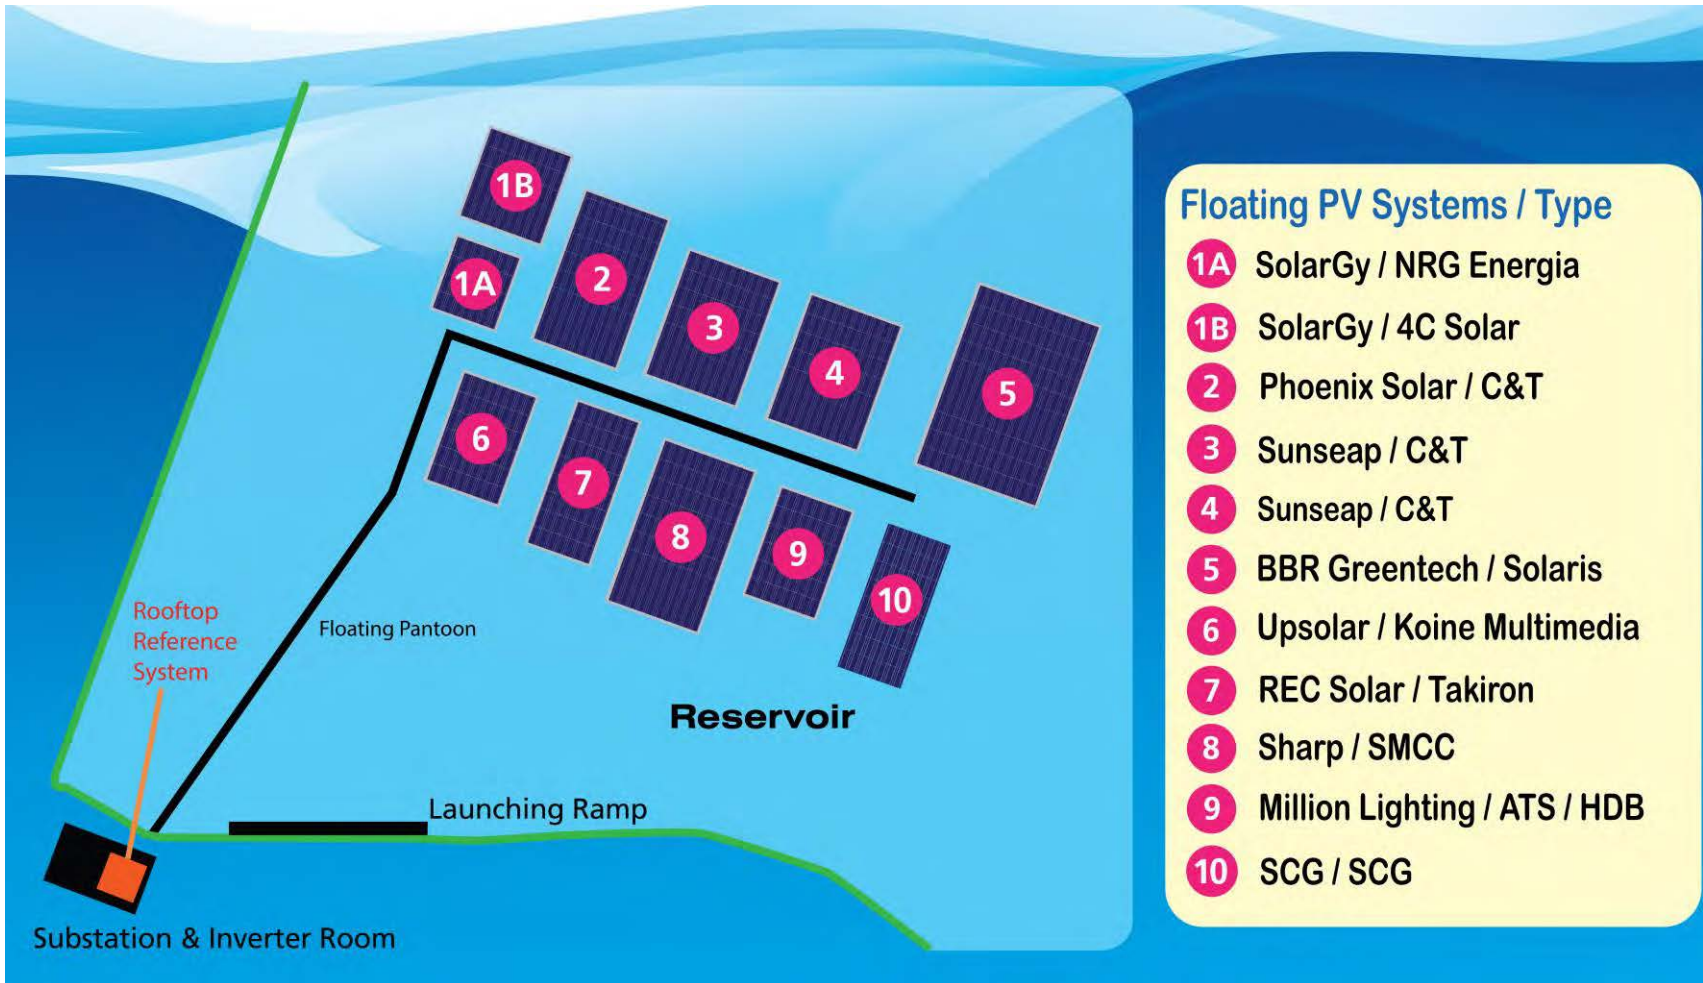 1B
1A
2
3
4
5
6
7
8
9
10
Rooftop
Reference
System
Floating Pantoon
Reservoir
Launching Ramp
Substation & Inverter Room
Floating PV Systems / Type
1A SolarGy / NRG Energia
1B SolarGy / 4C Solar
2 Phoenix Solar / C&T
3 Sunseap / C&T
4 Sunseap / C&T
5 BBR Greentech / Solaris
6 Upsolar / Koine Multimedia
7 REC Solar / Takiron
8 Sharp / SMCC
9 Million Lighting / ATS / HDB
10 SCG / SCG